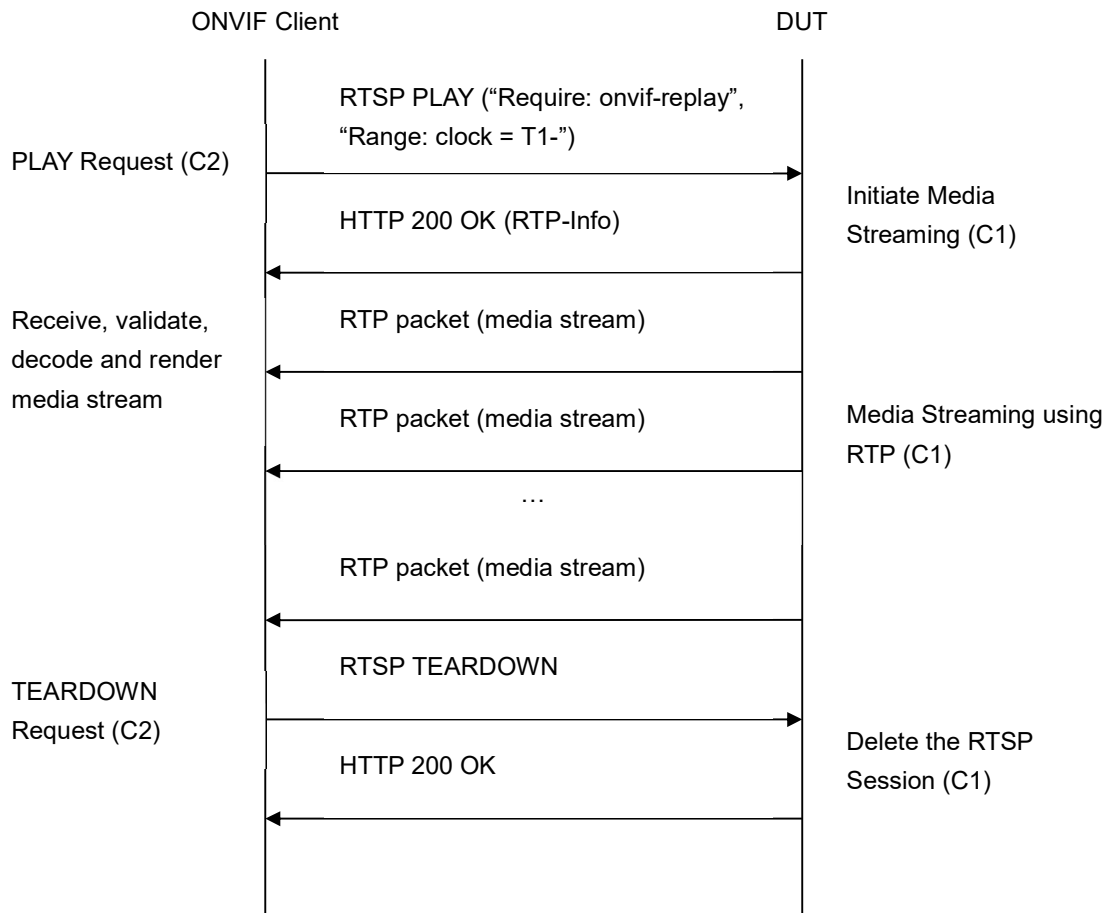 ONVIF Client
DUT
RTSP PLAY (“Require: onvif-replay”,
“Range: clock = T1-”)
PLAY Request (C2)
Initiate Media
Streaming (C1)
HTTP 200 OK (RTP-Info)
Receive, validate,
decode and render
media stream
RTP packet (media stream)
RTP packet (media stream)
Media Streaming using
RTP (C1)
…
RTP packet (media stream)
RTSP TEARDOWN
TEARDOWN
Request (C2)
Delete the RTSP
Session (C1)
HTTP 200 OK